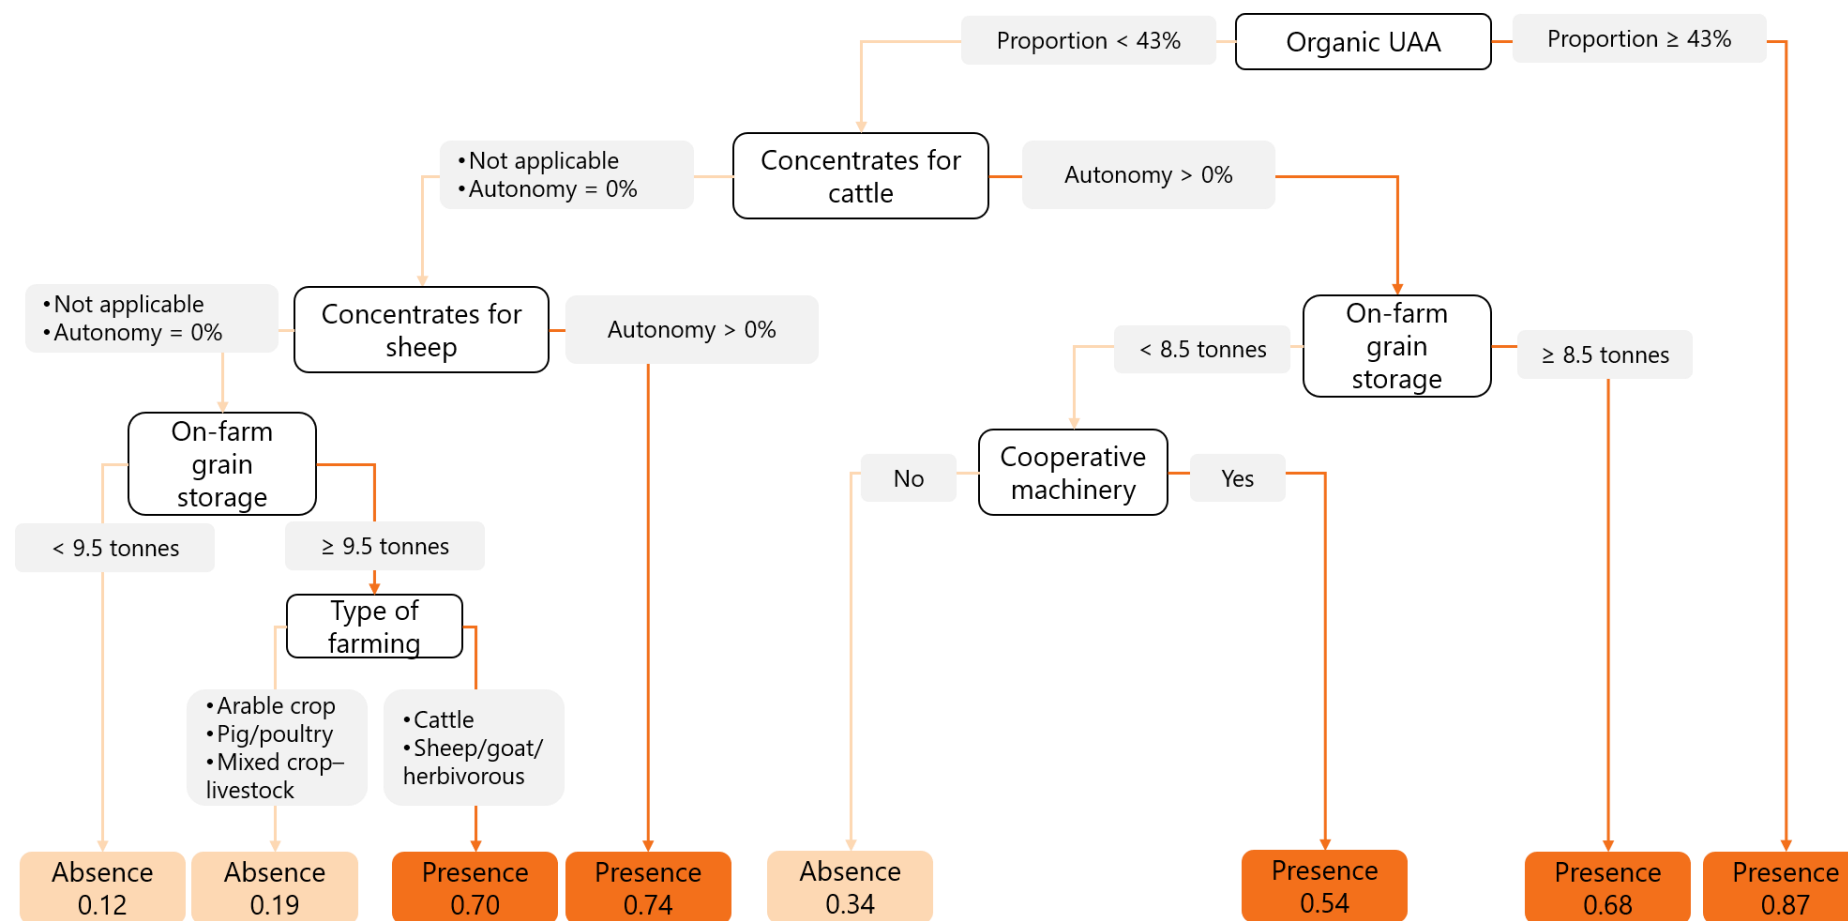 Proportion < 43%
Organic UAA
Proportion ≥ 43%
•Not applicable
•Autonomy = 0%
Concentrates for
cattle
Autonomy > 0%
•Not applicable
•Autonomy = 0%
Concentrates for
sheep
Autonomy > 0%
< 8.5 tonnes
On-farm
grain
storage
≥ 8.5 tonnes
On-farm
grain
storage
No
Cooperative
machinery
Yes
< 9.5 tonnes
≥ 9.5 tonnes
Type of
farming
•Arable crop
•Pig/poultry
•Mixed crop–
livestock
•Cattle
•Sheep/goat/
herbivorous
Absence
0.12
Absence
0.19
Presence
0.70
Presence
0.74
Absence
0.34
Presence
0.54
Presence
0.68
Presence
0.87